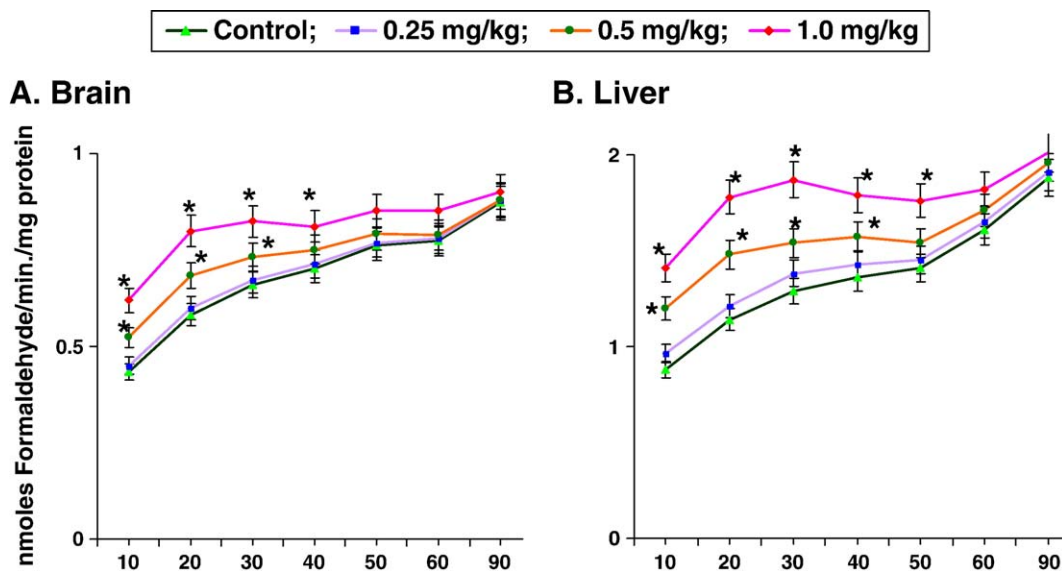 Control; 0.25 mg/kg; 0.5 mg/kg; 1.0 mg/kg
A. Brain
B. Liver
nmoles Formaldehyde/min./mg protein
1
0.5
0
* * * * * * *
10 20 30 40 50 60 90
2
1
0
* * * * * * * * *
10 20 30 40 50 60 90